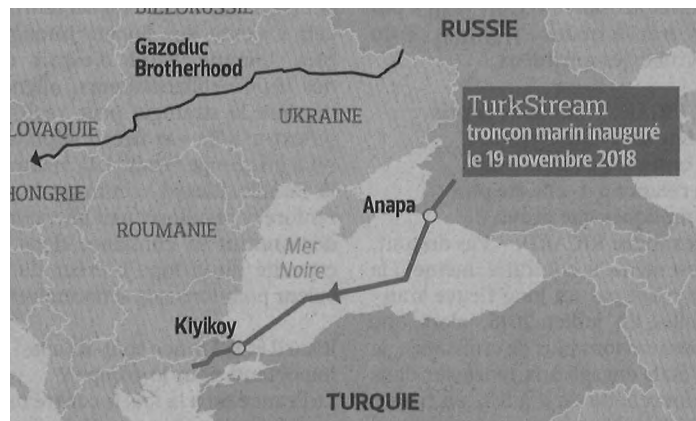 BIÉLORUSSIE
RUSSIE
Gazoduc
Brotherhood
UKRAINE
LOVAQUIE
TurkStream
tronçon marin inauguré
le 19 novembre 2018
HONGRIE
Anapa
ROUMANIE
Mer
Noire
Kiyikoy
TURQUIE